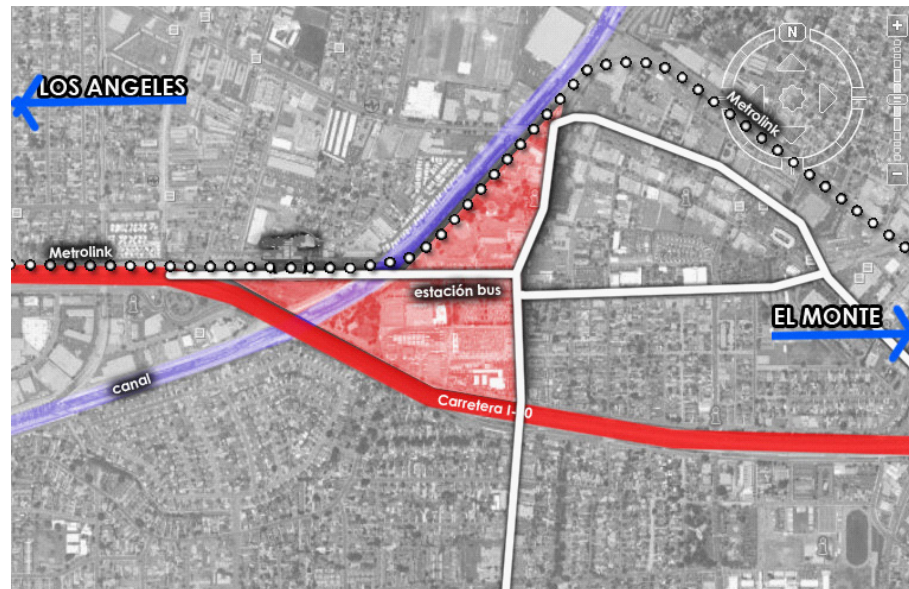 N
LOS ANGELES
Metrolink
Metrolink
estación bus
EL MONTE
canal
Carretera I-10